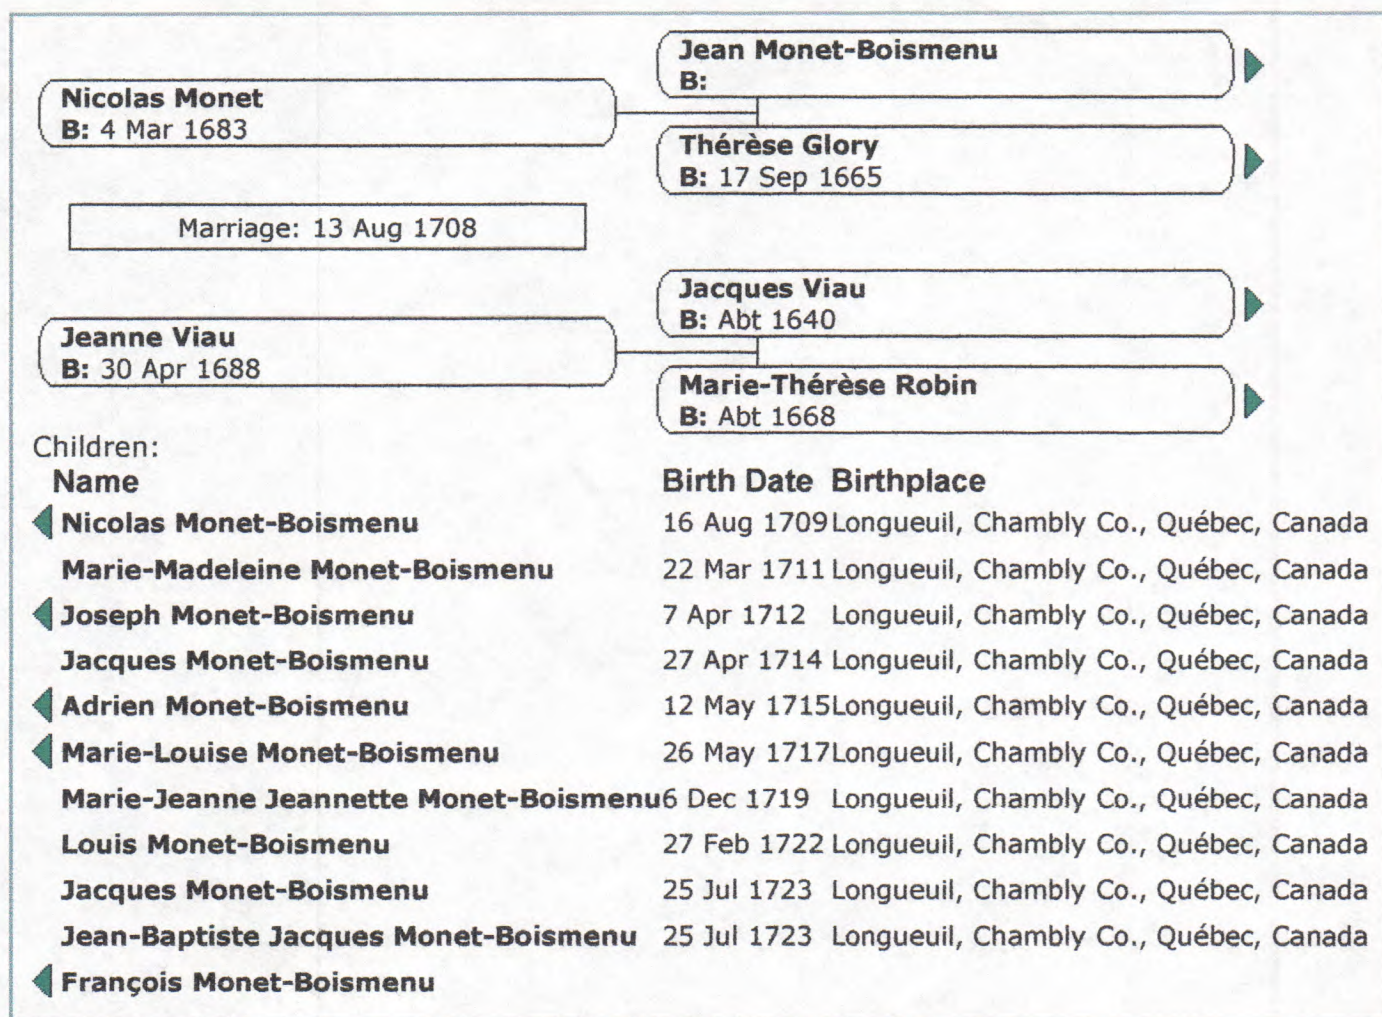 Jean Monet-Boismenu
B:
Nicolas Monet
B: 4 Mar 1683
Thérèse Glory
B: 17 Sep 1665
Marriage: 13 Aug 1708
Jacques Viau
B: Abt 1640
Jeanne Viau
B: 30 Apr 1688
Marie-Thérèse Robin
B: Abt 1668
Children:
Name Birth Date Birthplace
Nicolas Monet-Boismenu 16 Aug 1709 Longueuil, Chambly Co., Québec, Canada
Marie-Madeleine Monet-Boismenu 22 Mar 1711 Longueuil, Chambly Co., Québec, Canada
Joseph Monet-Boismenu 7 Apr 1712 Longueuil, Chambly Co., Québec, Canada
Jacques Monet-Boismenu 27 Apr 1714 Longueuil, Chambly Co., Québec, Canada
Adrien Monet-Boismenu 12 May 1715 Longueuil, Chambly Co., Québec, Canada
Marie-Louise Monet-Boismenu 26 May 1717 Longueuil, Chambly Co., Québec, Canada
Marie-Jeanne Jeannette Monet-Boismenu 6 Dec 1719 Longueuil, Chambly Co., Québec, Canada
Louis Monet-Boismenu 27 Feb 1722 Longueuil, Chambly Co., Québec, Canada
Jacques Monet-Boismenu 25 Jul 1723 Longueuil, Chambly Co., Québec, Canada
Jean-Baptiste Jacques Monet-Boismenu 25 Jul 1723 Longueuil, Chambly Co., Québec, Canada
François Monet-Boismenu